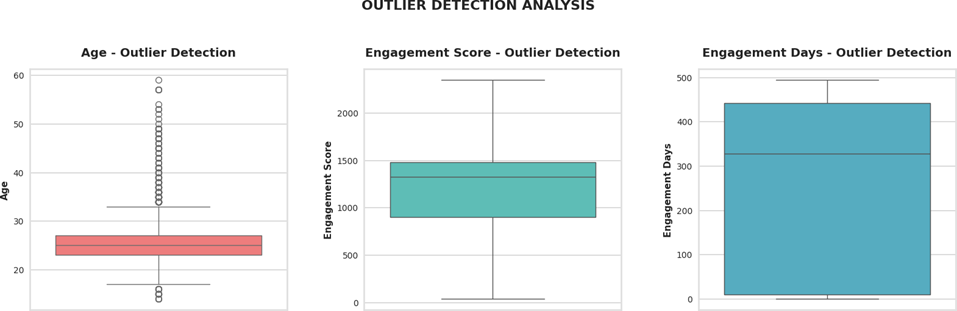 OUTLIER DETECTION ANALYSIS
Age - Outlier Detection
60
50
40
30
20
Age
Engagement Score - Outlier Detection
2000
1500
1000
500
0
Engagement Score
Engagement Days - Outlier Detection
500
400
300
200
100
0
Engagement Days